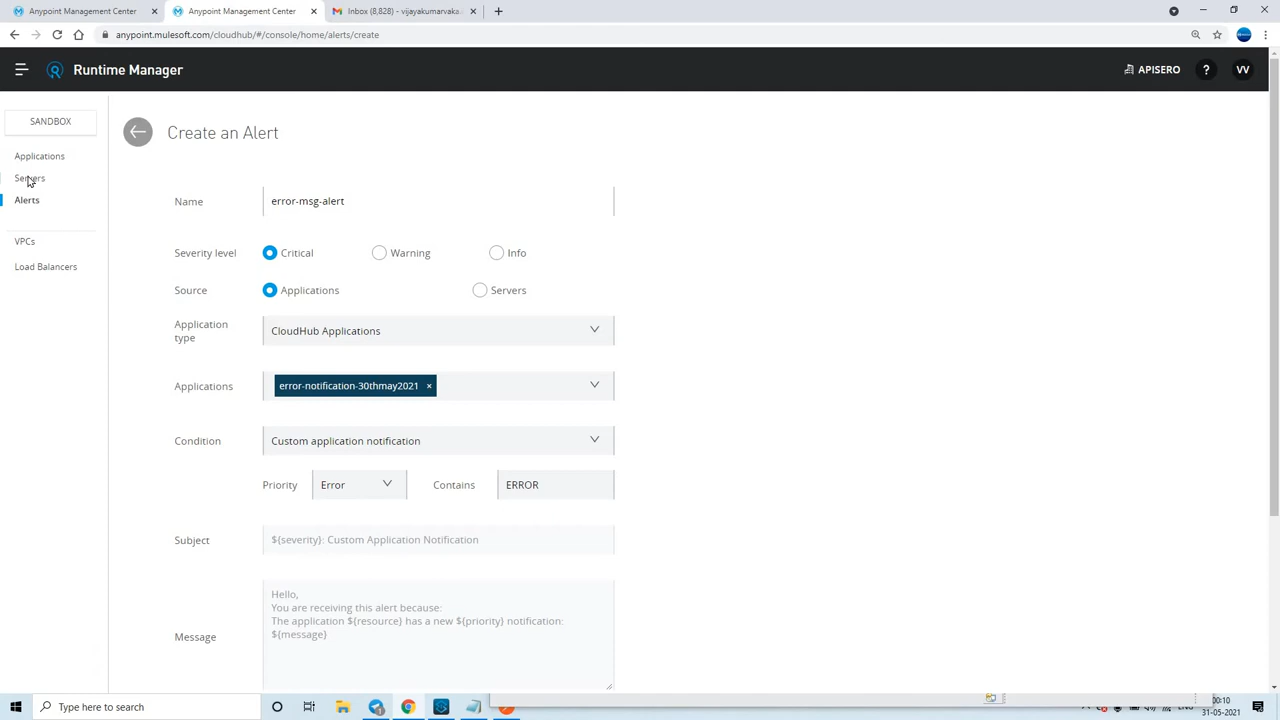 Anypoint Management Center
Anypoint Management Center
Inbox (8,828) - vijayakumarvaka
anypoint.mulesoft.com/cloudhub/#/console/home/alerts/create
Runtime Manager
APISERO
?
VV
SANDBOX
Applications
Servers
Alerts
VPCs
Load Balancers
Create an Alert
Name
error-msg-alert
Severity level
Critical
Warning
Info
Source
Applications
Servers
Application
type
CloudHub Applications
Applications
error-notification-30thmay2021 ×
Condition
Custom application notification
Priority
Error
Contains
ERROR
Subject
${severity}: Custom Application Notification
Message
Hello,
You are receiving this alert because:
The application ${resource} has a new ${priority} notification:
${message}
Type here to search
00:10
31-05-2021